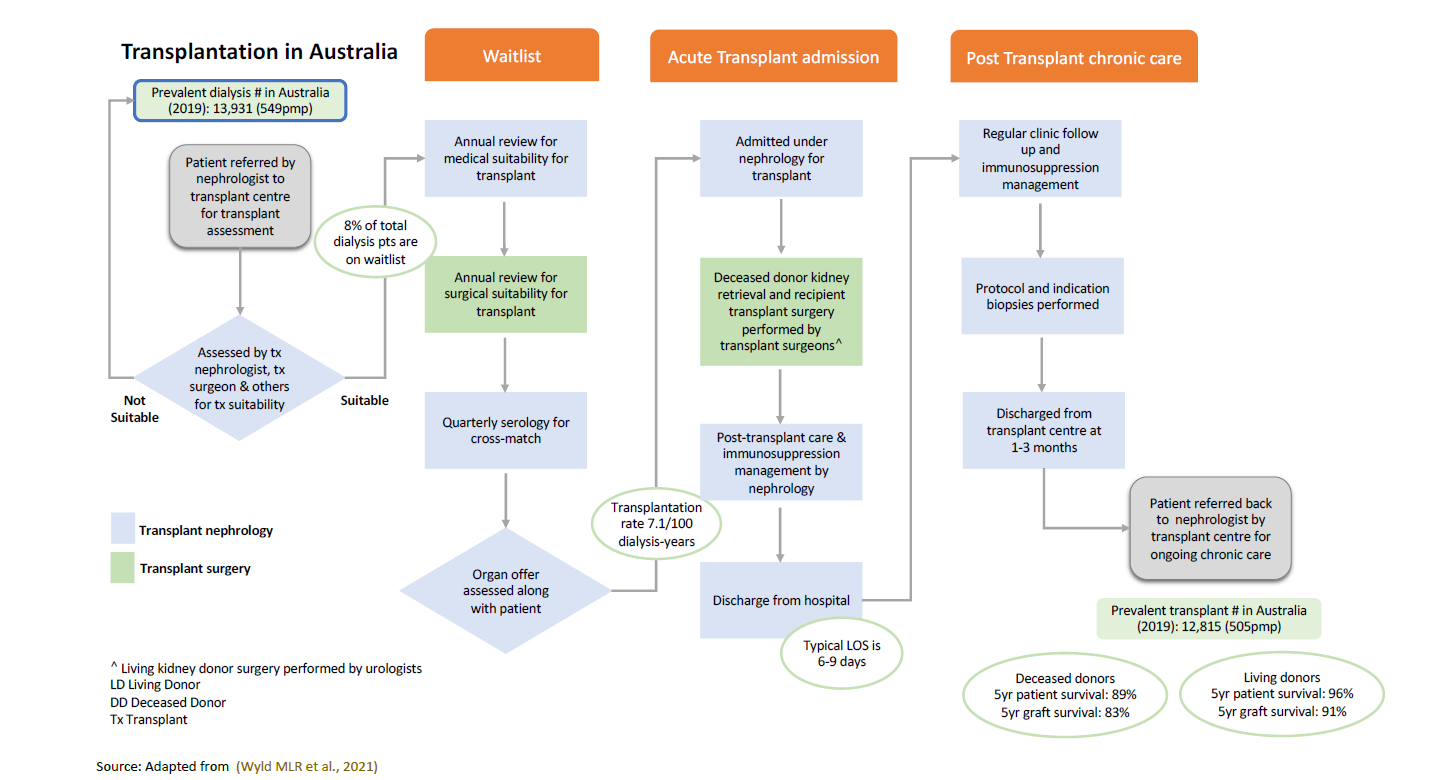 Transplantation in Australia
Waitlist
Acute Transplant admission
Post Transplant chronic care
Prevalent dialysis # in Australia
(2019): 13,931 (549pmp)
Patient referred by
nephrologist to
transplant centre
for transplant
assessment
Assessed by tx
nephrologist, tx
surgeon & others
for tx suitability
Not
Suitable
Suitable
8% of total
dialysis pts are
on waitlist
Annual review for
medical suitability for
transplant
Annual review for
surgical suitability for
transplant
Quarterly serology for
cross-match
Organ offer
assessed along
with patient
Transplantation
rate 7.1/100
dialysis-years
Admitted under
nephrology for
transplant
Deceased donor kidney
retrieval and recipient
transplant surgery
performed by
transplant surgeons^
Post-transplant care &
immunosuppression
management by
nephrology
Discharge from hospital
Typical LOS is
6-9 days
Regular clinic follow
up and
immunosuppression
management
Protocol and indication
biopsies performed
Discharged from
transplant centre at
1-3 months
Patient referred back
to nephrologist by
transplant centre for
ongoing chronic care
Prevalent transplant # in Australia
(2019): 12,815 (505pmp)
Deceased donors
5yr patient survival: 89%
5yr graft survival: 83%
Living donors
5yr patient survival: 96%
5yr graft survival: 91%
Transplant nephrology
Transplant surgery
^ Living kidney donor surgery performed by urologists
LD Living Donor
DD Deceased Donor
Tx Transplant
Source: Adapted from (Wyld MLR et al., 2021)